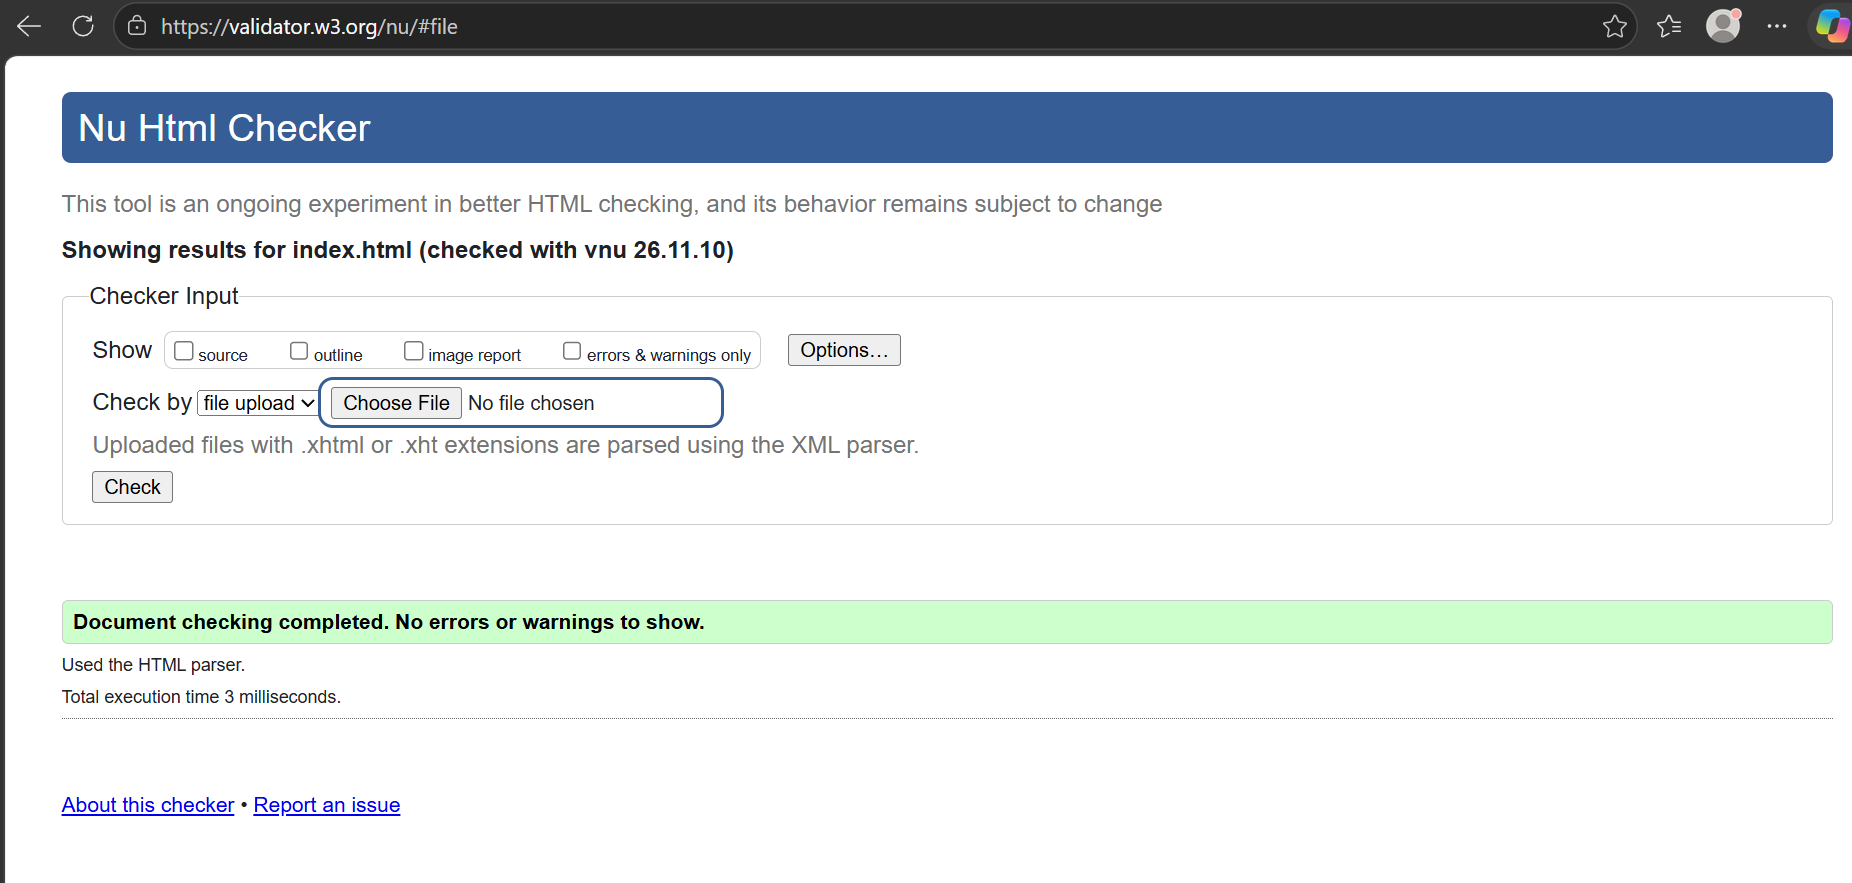 https://validator.w3.org/nu/#file
Nu Html Checker
This tool is an ongoing experiment in better HTML checking, and its behavior remains subject to change
Showing results for index.html (checked with vnu 26.11.10)
Checker Input
Show source outline image report errors & warnings only Options…
Check by file upload Choose File No file chosen
Uploaded files with .xhtml or .xht extensions are parsed using the XML parser.
Check
Document checking completed. No errors or warnings to show.
Used the HTML parser.
Total execution time 3 milliseconds.
About this checker • Report an issue